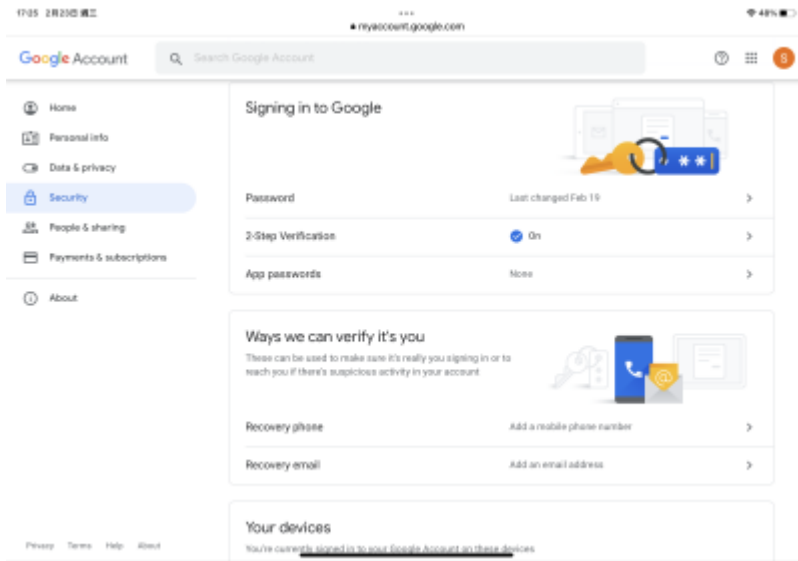 17:05 2月23日 週三
myaccount.google.com
48%
Google Account
Search Google Account
S
Home
Personal info
Data & privacy
Security
People & sharing
Payments & subscriptions
About
Signing in to Google
**
Password Last changed Feb 19
2-Step Verification On
App passwords None
Ways we can verify it's you
These can be used to make sure it's really you signing in or to
reach you if there's suspicious activity in your account
@
Recovery phone Add a mobile phone number
Recovery email Add an email address
Your devices
You're currently signed in to your Google Account on these devices
Privacy Terms Help About